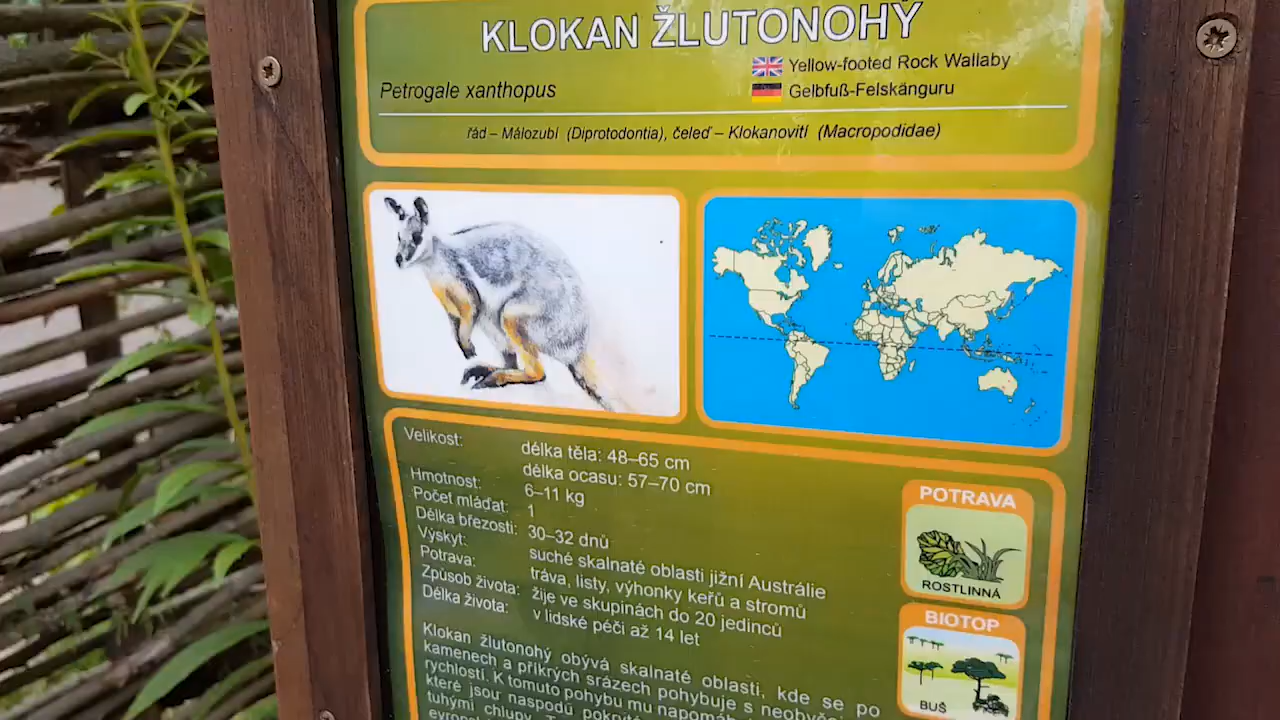 KLOKAN ŽLUTONOHÝ
Yellow-footed Rock Wallaby
Petrogale xanthopus
Gelbfuß-Felskänguru
řád – Málozubí (Diprotodontia), čeleď – Klokanovití (Macropodidae)
Velikost: délka těla: 48–65 cm
délka ocasu: 57–70 cm
Hmotnost: 6–11 kg
Počet mláďat: 1
Délka březosti: 30–32 dnů
Výskyt: suché skalnaté oblasti jižní Austrálie
Potrava: tráva, listy, výhonky keřů a stromů
Způsob života: žije ve skupinách do 20 jedinců
Délka života: v lidské péči až 14 let
POTRAVA
ROSTLINNÁ
BIOTOP
BUŠ
Klokan žlutonohý obývá skalnaté oblasti, kde se po
kamenech a příkrých srázech pohybuje s
rychlostí. K tomuto pohybu mu
které jsou naspodu
tuhými chlupy.